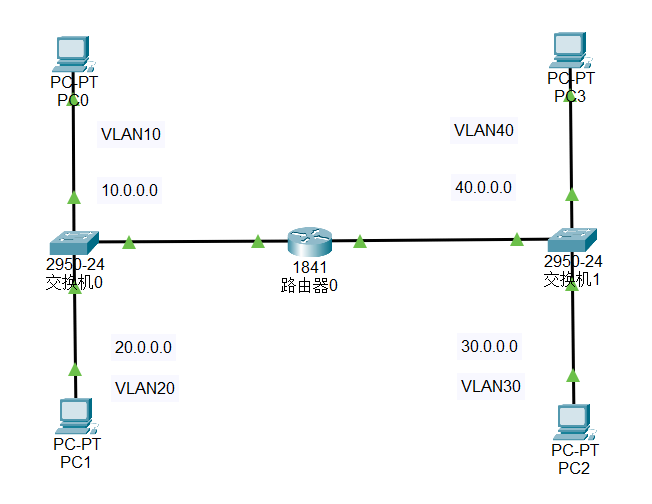 PC-PT
PC0
PC-PT
PC3
VLAN10
VLAN40
10.0.0.0
40.0.0.0
2950-24
交换机0
1841
路由器0
2950-24
交换机1
20.0.0.0
30.0.0.0
VLAN20
VLAN30
PC-PT
PC1
PC-PT
PC2